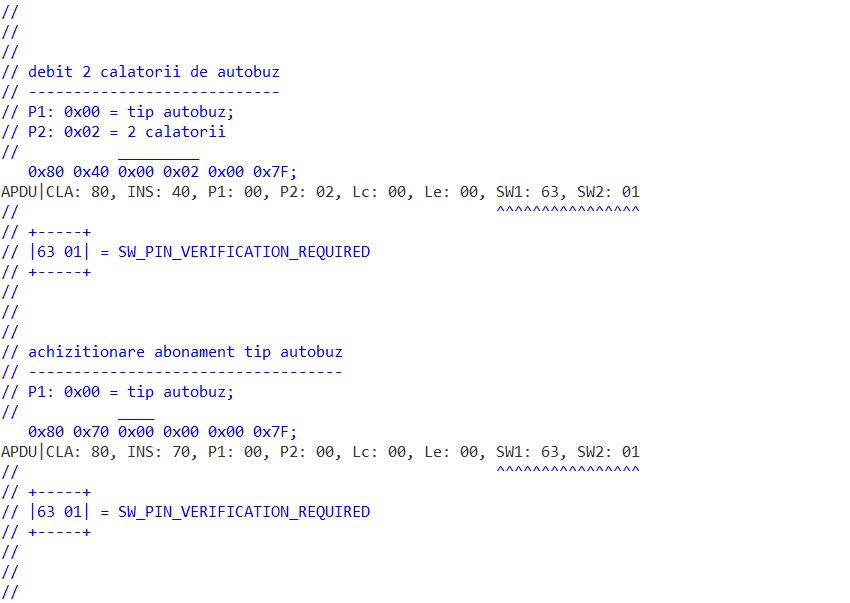 //
//
//
// debit 2 calatorii de autobuz
// ----------------------------
// P1: 0x00 = tip autobuz;
// P2: 0x02 = 2 calatorii
//           _________
   0x80 0x40 0x00 0x02 0x00 0x7F;
APDU|CLA: 80, INS: 40, P1: 00, P2: 02, Lc: 00, Le: 00, SW1: 63, SW2: 01
//                                                     ^^^^^^^^^^^^^^^^
// +-----+
// |63 01| = SW_PIN_VERIFICATION_REQUIRED
// +-----+
//
//
//
// achizitionare abonament tip autobuz
// -----------------------------------
// P1: 0x00 = tip autobuz;
//           ____
   0x80 0x70 0x00 0x00 0x00 0x7F;
APDU|CLA: 80, INS: 70, P1: 00, P2: 00, Lc: 00, Le: 00, SW1: 63, SW2: 01
//                                                     ^^^^^^^^^^^^^^^^
// +-----+
// |63 01| = SW_PIN_VERIFICATION_REQUIRED
// +-----+
//
//
//